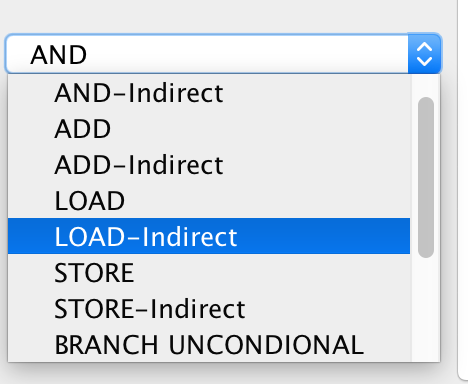 AND
AND-Indirect
ADD
ADD-Indirect
LOAD
LOAD-Indirect
STORE
STORE-Indirect
BRANCH UNCONDIONAL